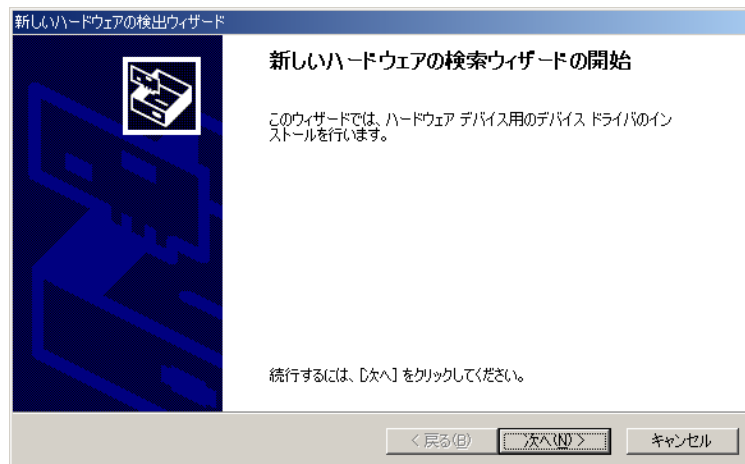 新しいハードウェアの検出ウィザード
新しいハードウェアの検索ウィザードの開始
このウィザードでは、ハードウェア デバイス用のデバイス ドライバのイン
ストールを行います。
続行するには、[次へ] をクリックしてください。
< 戻る(B)
次へ(N) >
キャンセル